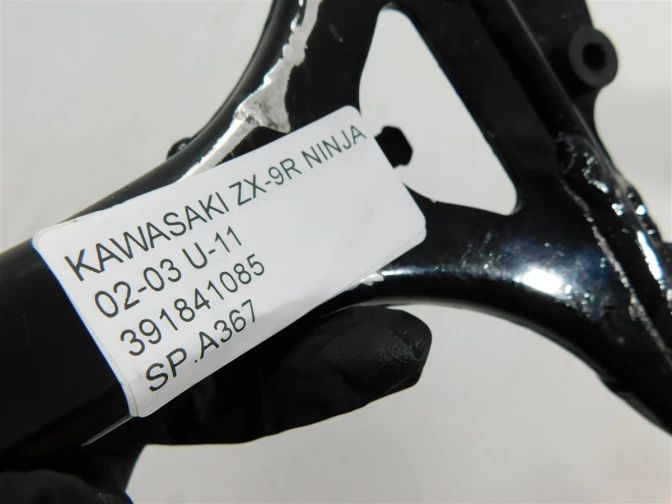 KAWASAKI ZX-9R NINJA
02-03 U-11
391841085
SP.A367